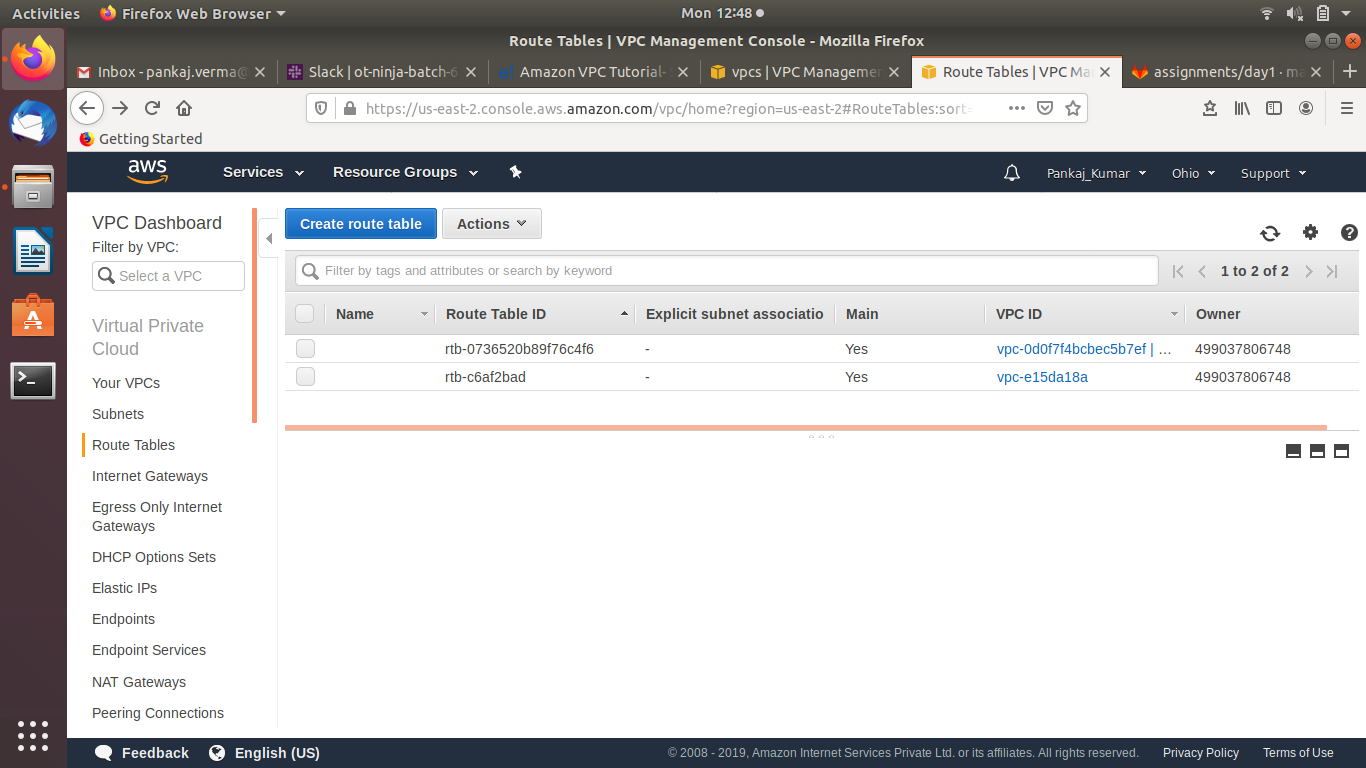 Activities Firefox Web Browser Mon 12:48
Route Tables | VPC Management Console - Mozilla Firefox
Inbox - pankaj.verma@ Slack | ot-ninja-batch-6 Amazon VPC Tutorial- vpcs | VPC Managemen Route Tables | VPC Ma assignments/day1 · ma
https://us-east-2.console.aws.amazon.com/vpc/home?region=us-east-2#RouteTables:sort=
Getting Started
aws Services Resource Groups Pankaj_Kumar Ohio Support
VPC Dashboard
Filter by VPC:
Select a VPC
Virtual Private
Cloud
Your VPCs
Subnets
Route Tables
Internet Gateways
Egress Only Internet
Gateways
DHCP Options Sets
Elastic IPs
Endpoints
Endpoint Services
NAT Gateways
Peering Connections
Create route table Actions
Filter by tags and attributes or search by keyword 1 to 2 of 2
Name Route Table ID Explicit subnet associatio Main VPC ID Owner
rtb-0736520b89f76c4f6 - Yes vpc-0d0f7f4bcbec5b7ef | ... 499037806748
rtb-c6af2bad - Yes vpc-e15da18a 499037806748
Feedback English (US) © 2008 - 2019, Amazon Internet Services Private Ltd. or its affiliates. All rights reserved. Privacy Policy Terms of Use